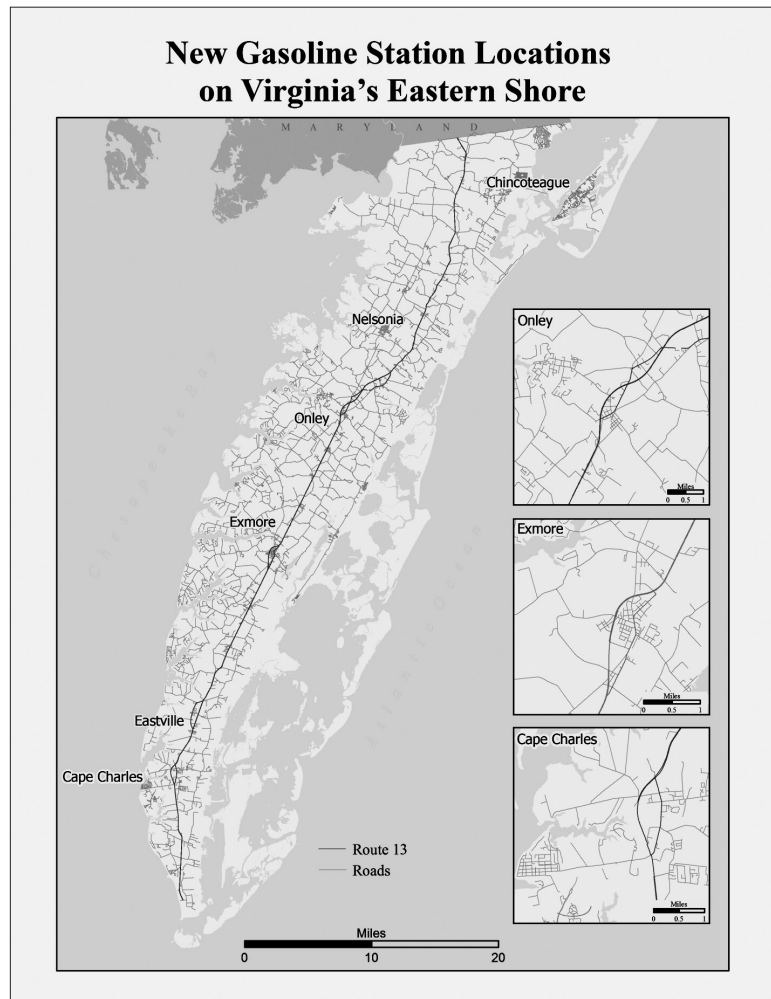 New Gasoline Station Locations
on Virginia's Eastern Shore
MARYLAND
Chincoteague
Nelsonia
Onley
Exmore
Eastville
Cape Charles
Chesapeake Bay
Atlantic Ocean
Route 13
Roads
Miles
0 10 20
Onley
Miles
0 0.5 1
Exmore
Miles
0 0.5 1
Cape Charles
Miles
0 0.5 1